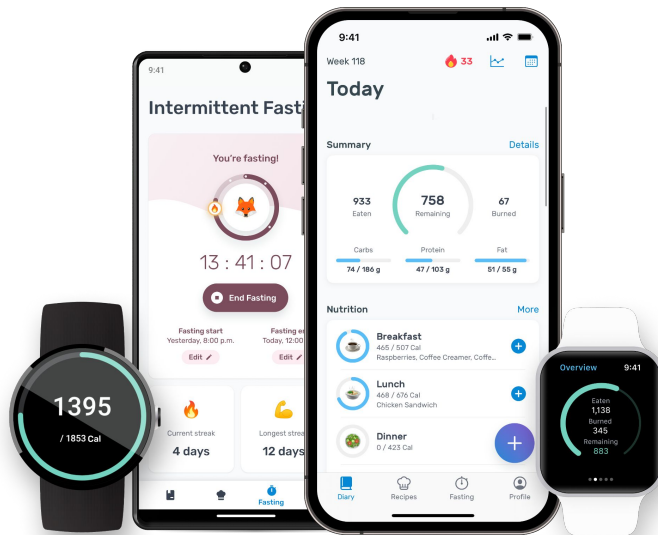 9:41
Intermittent Fasti
You're fasting!
13 : 41 : 07
End Fasting
Fasting start
Yesterday, 8:00 p.m.
Edit
Fasting en
Today, 12:00
Edit
Current streak
4 days
Longest strea
12 days
Fasting
9:41
Week 118
33
Today
Summary
Details
933
Eaten
758
Remaining
67
Burned
Carbs
74 / 186 g
Protein
47 / 103 g
Fat
51 / 55 g
Nutrition
More
Breakfast
465 / 507 Cal
Raspberries, Coffee Creamer, Coffe...
Lunch
468 / 676 Cal
Chicken Sandwich
Dinner
0 / 423 Cal
Diary
Recipes
Fasting
Profile
1395
/ 1853 Cal
Overview
9:41
Eaten
1,138
Burned
345
Remaining
883